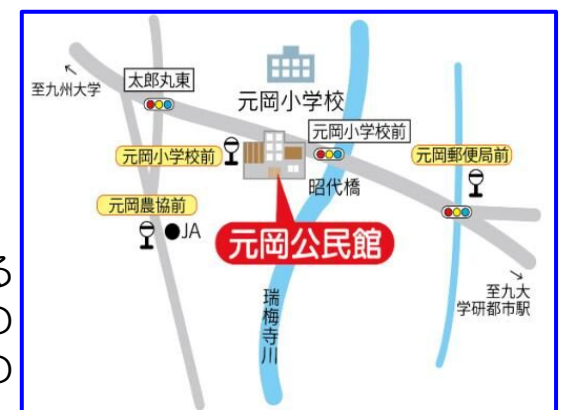 至九州大学
太郎丸東
元岡小学校
元岡小学校前
元岡小学校前
元岡郵便局前
昭代橋
元岡農協前
JA
元岡公民館
瑞梅寺川
至九大
学研都市駅
る
の
の